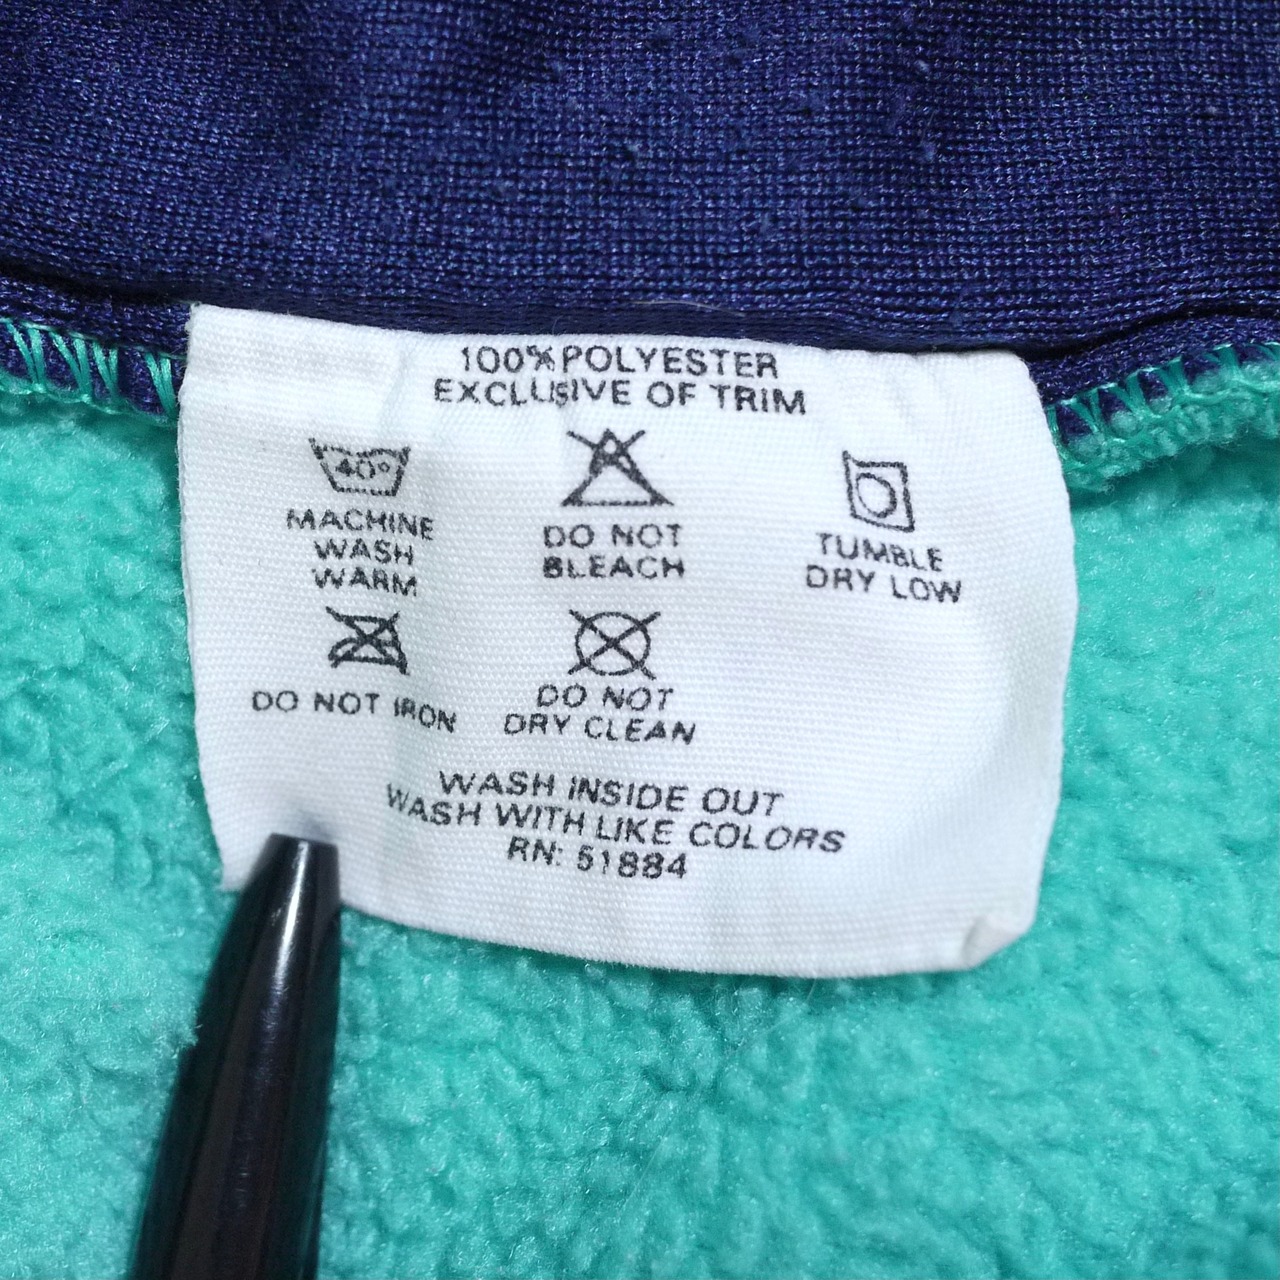 100% POLYESTER
EXCLUSIVE OF TRIM
40°
MACHINE
WASH
WARM
DO NOT
BLEACH
TUMBLE
DRY LOW
DO NOT IRON
DO NOT
DRY CLEAN
WASH INSIDE OUT
WASH WITH LIKE COLORS
RN: 51884